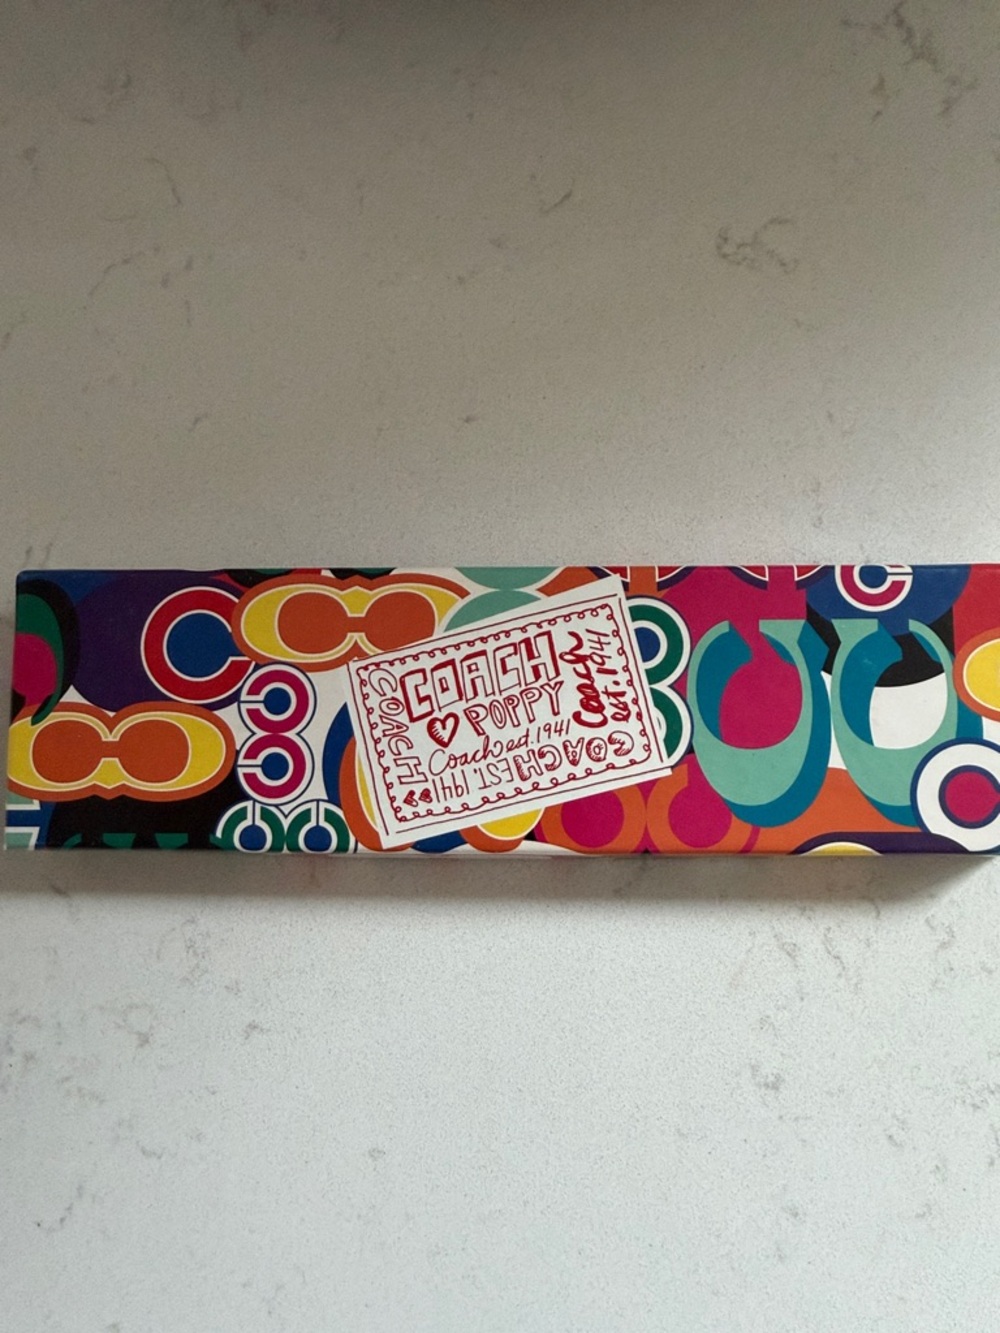 COACH
POPPY
Coach est. 1941
COACH EST. 1941
COACH
Coach
est. 1941